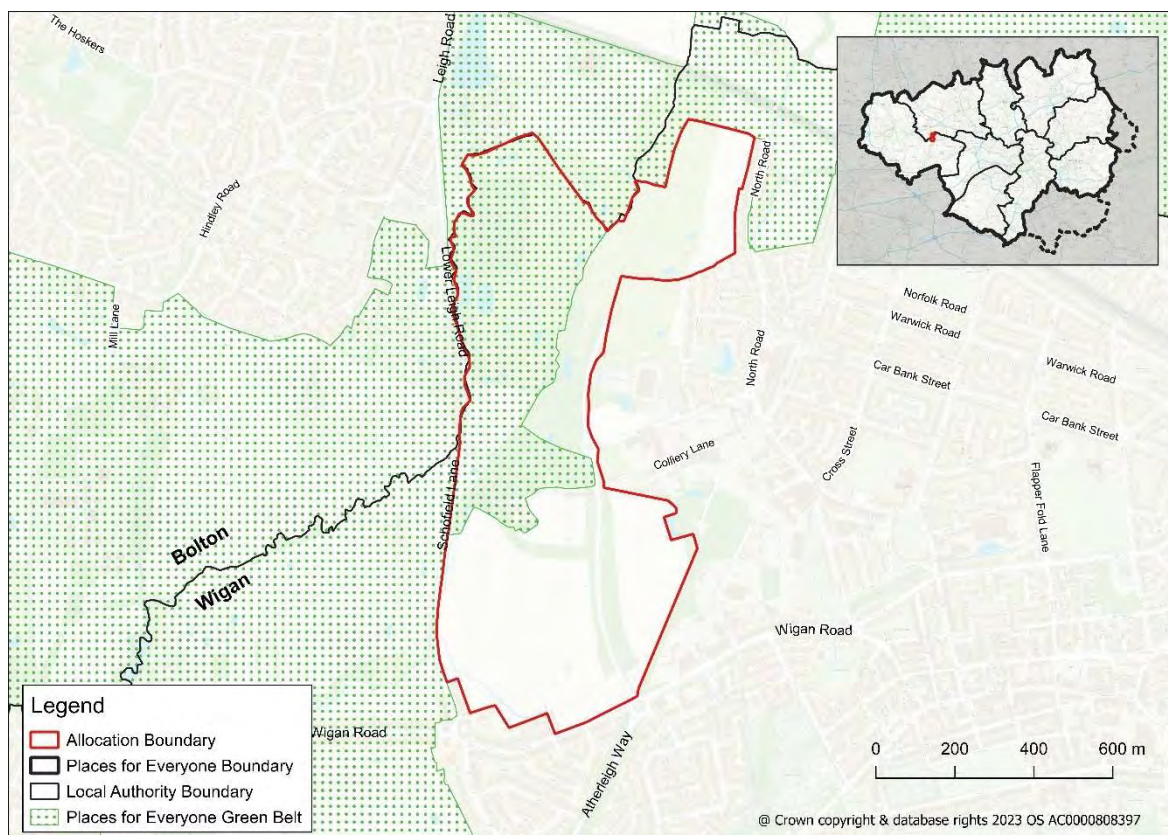 The Hoskers
Leigh Road
Hindley Road
Mill Lane
Lower Leigh Road
North Road
Norfolk Road
Warwick Road
Warwick Road
North Road
Car Bank Street
Car Bank Street
Colliery Lane
Cross Street
Flapper Fold Lane
Schofield Lane
Bolton
Wigan
Wigan Road
Wigan Road
Atherleigh Way
Legend
Allocation Boundary
Places for Everyone Boundary
Local Authority Boundary
Places for Everyone Green Belt
0 200 400 600 m
@ Crown copyright & database rights 2023 OS AC0000808397